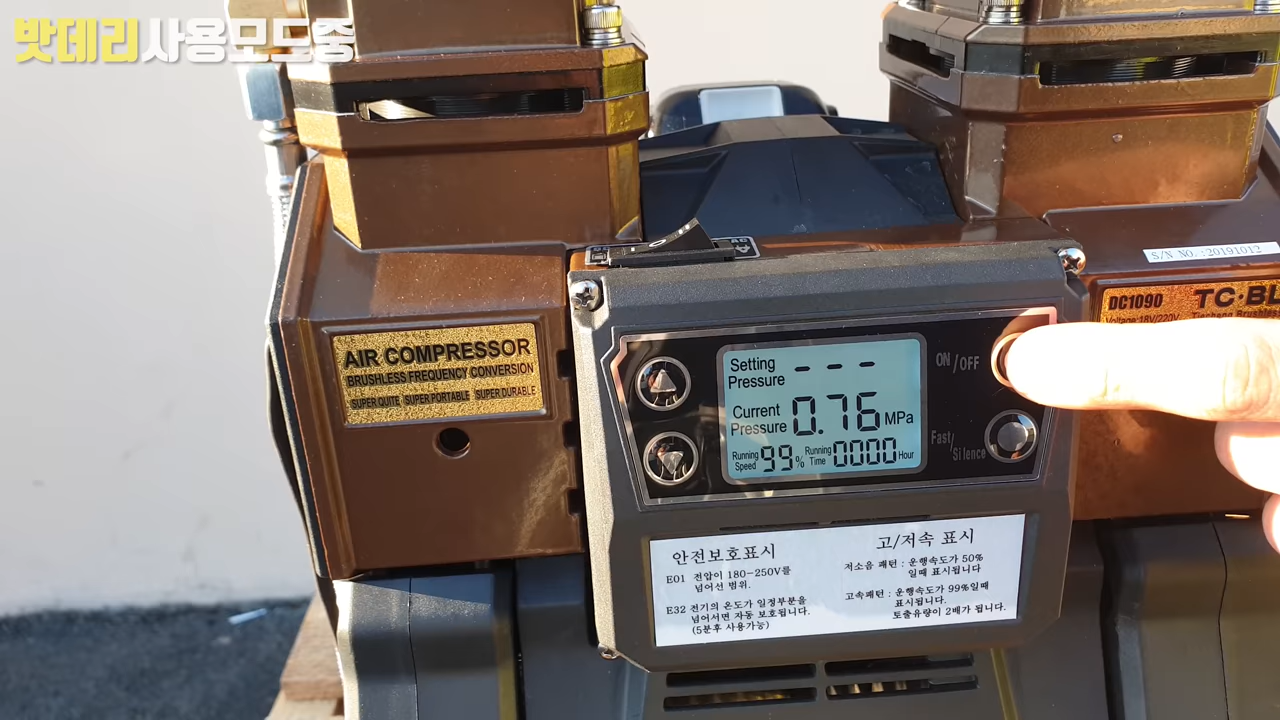 밧데리사용모드중
AC
S/N NO.:20191012
DC1090
TC·BL
Voltage:18V/220V
AIR COMPRESSOR
BRUSHLESS FREQUENCY CONVERSION
SUPER QUITE SUPER PORTABLE SUPER DURABLE
Setting Pressure - - -
Current Pressure 0.76 MPa
Running Speed 99% Running Time 0000 Hour
ON/OFF
Fast/Silence
안전보호표시
E01 전압이 180-250V를
넘어선 범위.
E32 전기의 온도가 일정부분을
넘어서면 자동 보호됩니다.
(5분후 사용가능)
고/저속 표시
저소음 패턴 : 운행속도가 50%
일때 표시됩니다
고속패턴 : 운행속도가 99%일때
표시됩니다.
토출유량이 2배가 됩니다.